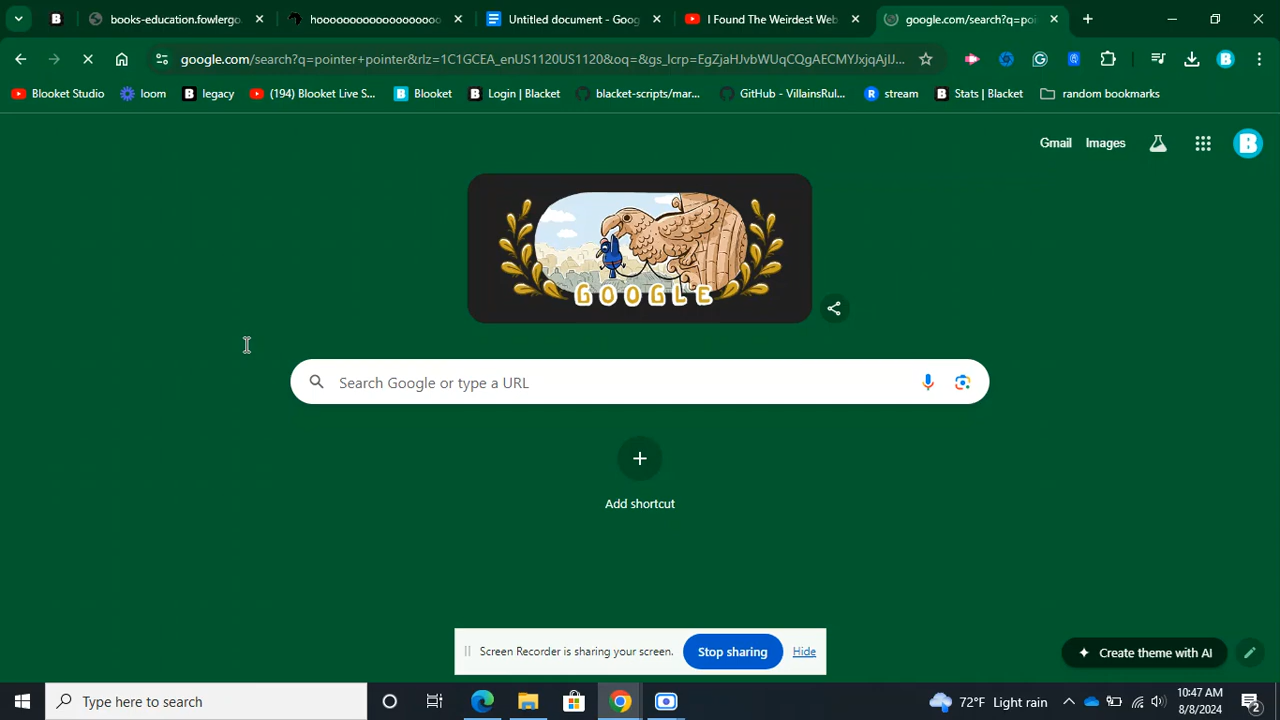 books-education.fowlergo
hooooooooooooooooooo
Untitled document - Goog
I Found The Weirdest Web
google.com/search?q=poi
google.com/search?q=pointer+pointer&rlz=1C1GCEA_enUS1120US1120&oq=&gs_lcrp=EgZjaHJvbWUqCQgAECMYJxjqAjIJ...
Blooket Studio
loom
legacy
(194) Blooket Live S...
Blooket
Login | Blacket
blacket-scripts/mar...
GitHub - VillainsRul...
stream
Stats | Blacket
random bookmarks
Gmail
Images
B
GOOGLE
Search Google or type a URL
Add shortcut
Screen Recorder is sharing your screen.
Stop sharing
Hide
Create theme with AI
Type here to search
72°F Light rain
10:47 AM
8/8/2024
2